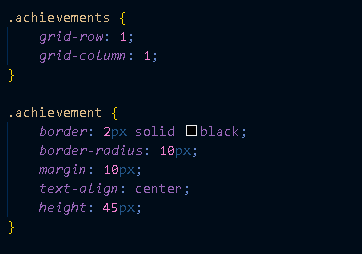 .achievements {
    grid-row: 1;
    grid-column: 1;
}

.achievement {
    border: 2px solid black;
    border-radius: 10px;
    margin: 10px;
    text-align: center;
    height: 45px;
}